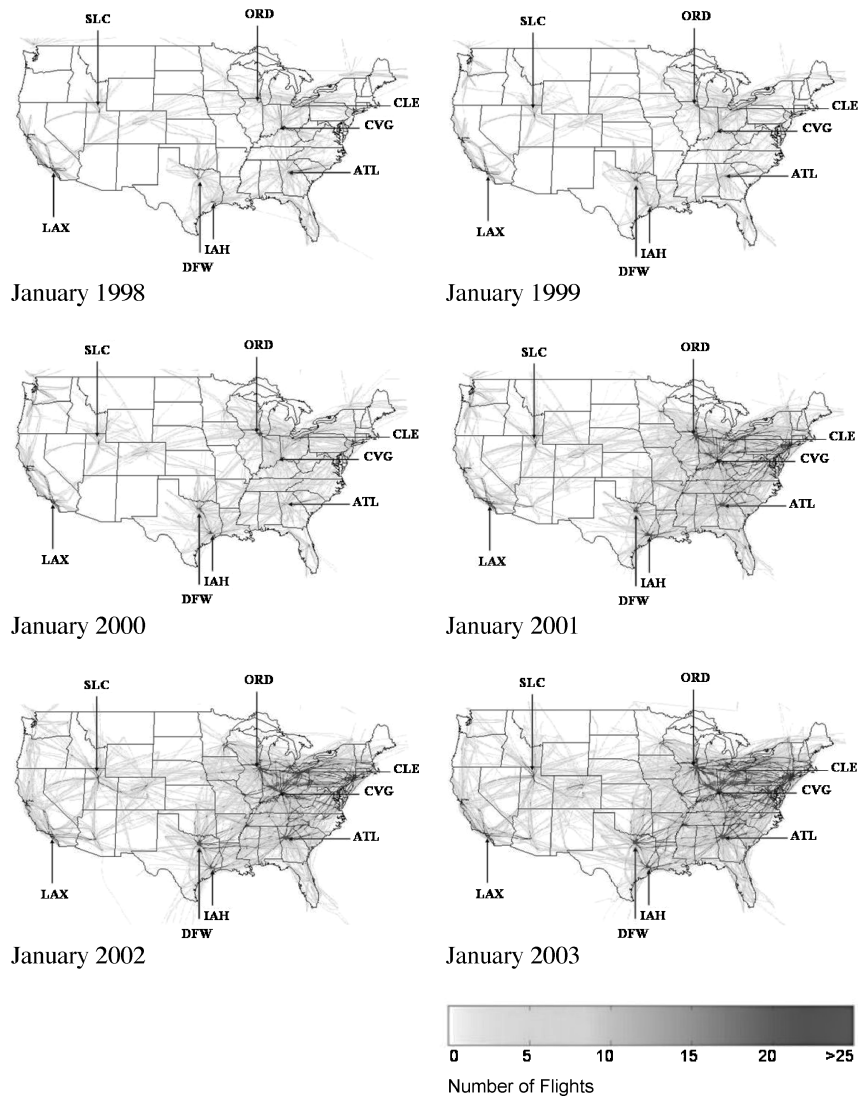 SLC
ORD
CLE
CVG
ATL
LAX
IAH
DFW
January 1998
SLC
ORD
CLE
CVG
ATL
LAX
IAH
DFW
January 1999
SLC
ORD
CLE
CVG
ATL
LAX
IAH
DFW
January 2000
SLC
ORD
CLE
CVG
ATL
LAX
IAH
DFW
January 2001
SLC
ORD
CLE
CVG
ATL
LAX
IAH
DFW
January 2002
SLC
ORD
CLE
CVG
ATL
LAX
IAH
DFW
January 2003
0 5 10 15 20 >25
Number of Flights